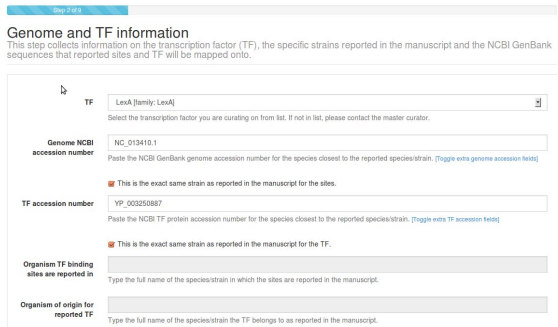 Step 2 of 9
Genome and TF information
This step collects information on the transcription factor (TF), the specific strains reported in the manuscript and the NCBI GenBank
sequences that reported sites and TF will be mapped onto.
TF
LexA [family: LexA]
Select the transcription factor you are curating on from list. If not in list, please contact the master curator.
Genome NCBI
accession number
NC_013410.1
Paste the NCBI GenBank genome accession number for the species closest to the reported species/strain. [Toggle extra genome accession fields]
This is the exact same strain as reported in the manuscript for the sites.
TF accession number
YP_003250887
Paste the NCBI TF protein accession number for the species closest to the reported species/strain. [Toggle extra TF accession fields]
This is the exact same strain as reported in the manuscript for the TF.
Organism TF binding
sites are reported in
Type the full name of the species/strain in which the sites are reported in the manuscript.
Organism of origin for
reported TF
Type the full name of the species/strain the TF belongs to as reported in the manuscript.